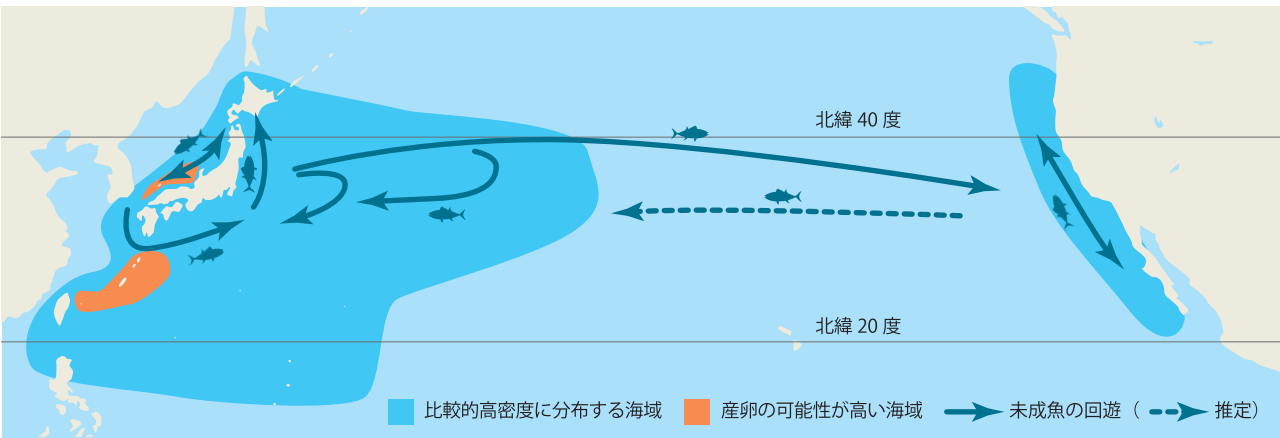 北緯 40 度
北緯 20 度
比較的高密度に分布する海域
産卵の可能性が高い海域
未成魚の回遊（ 推定）